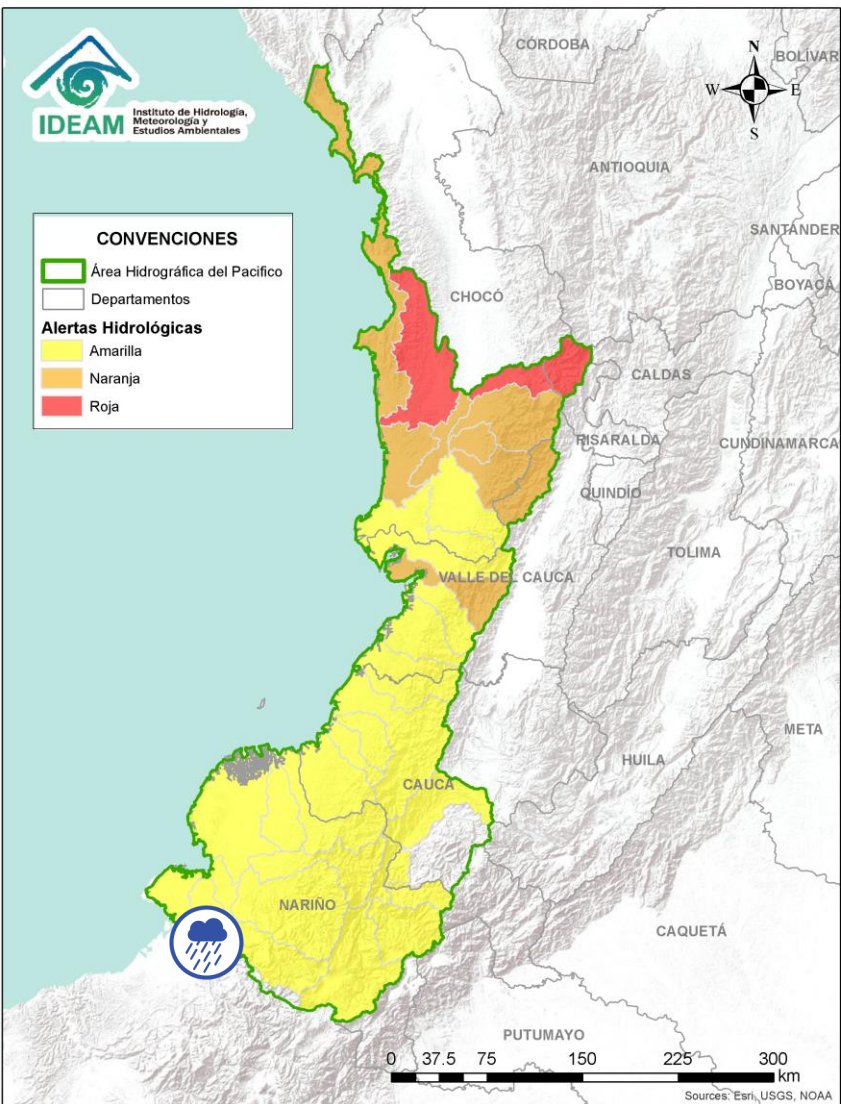 IDEAM
Instituto de Hidrología,
Meteorología y
Estudios Ambientales
CÓRDOBA
BOLÍVAR
N
W
E
S
ANTIOQUIA
SANTANDER
BOYACÁ
CONVENCIONES
Área Hidrográfica del Pacifico
Departamentos
Alertas Hidrológicas
Amarilla
Naranja
Roja
CHOCÓ
CALDAS
RISARALDA
CUNDINAMARCA
QUINDÍO
TOLIMA
VALLE DEL CAUCA
META
HUILA
CAUCA
NARIÑO
CAQUETÁ
PUTUMAYO
0 37.5 75 150 225 300
km
Sources: Esri, USGS, NOAA